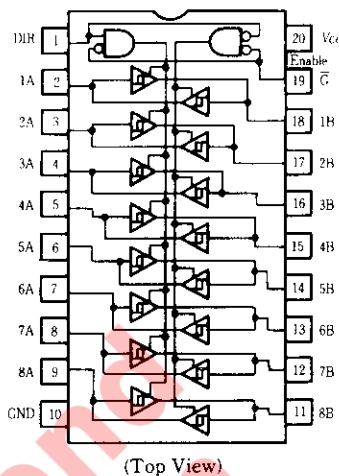 DIR 1
1A 2
2A 3
3A 4
4A 5
5A 6
6A 7
7A 8
8A 9
GND 10
20 Vcc
Enable
19 G̅
18 1B
17 2B
16 3B
15 4B
14 5B
13 6B
12 7B
11 8B
(Top View)